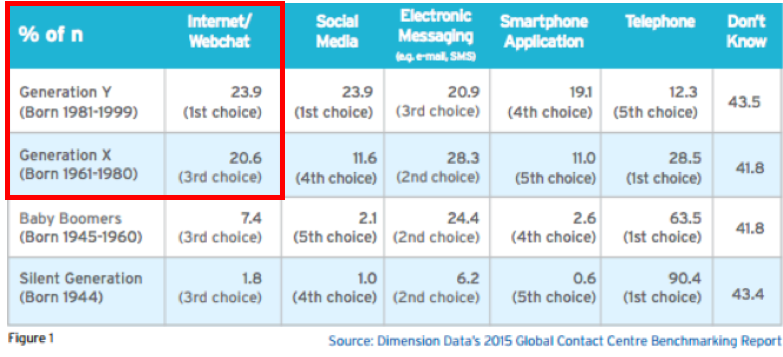 % of n Internet/ Webchat Social Media Electronic Messaging (e.g. e-mail, SMS) Smartphone Application Telephone Don't Know
Generation Y 23.9 23.9 20.9 19.1 12.3 43.5
(Born 1981-1999) (1st choice) (1st choice) (3rd choice) (4th choice) (5th choice)
Generation X 20.6 11.6 28.3 11.0 28.5 41.8
(Born 1961-1980) (3rd choice) (4th choice) (2nd choice) (5th choice) (1st choice)
Baby Boomers 7.4 2.1 24.4 2.6 63.5 41.8
(Born 1945-1960) (3rd choice) (5th choice) (2nd choice) (4th choice) (1st choice)
Silent Generation 1.8 1.0 6.2 0.6 90.4 43.4
(Born 1944) (3rd choice) (4th choice) (2nd choice) (5th choice) (1st choice)
Figure 1 Source: Dimension Data's 2015 Global Contact Centre Benchmarking Report